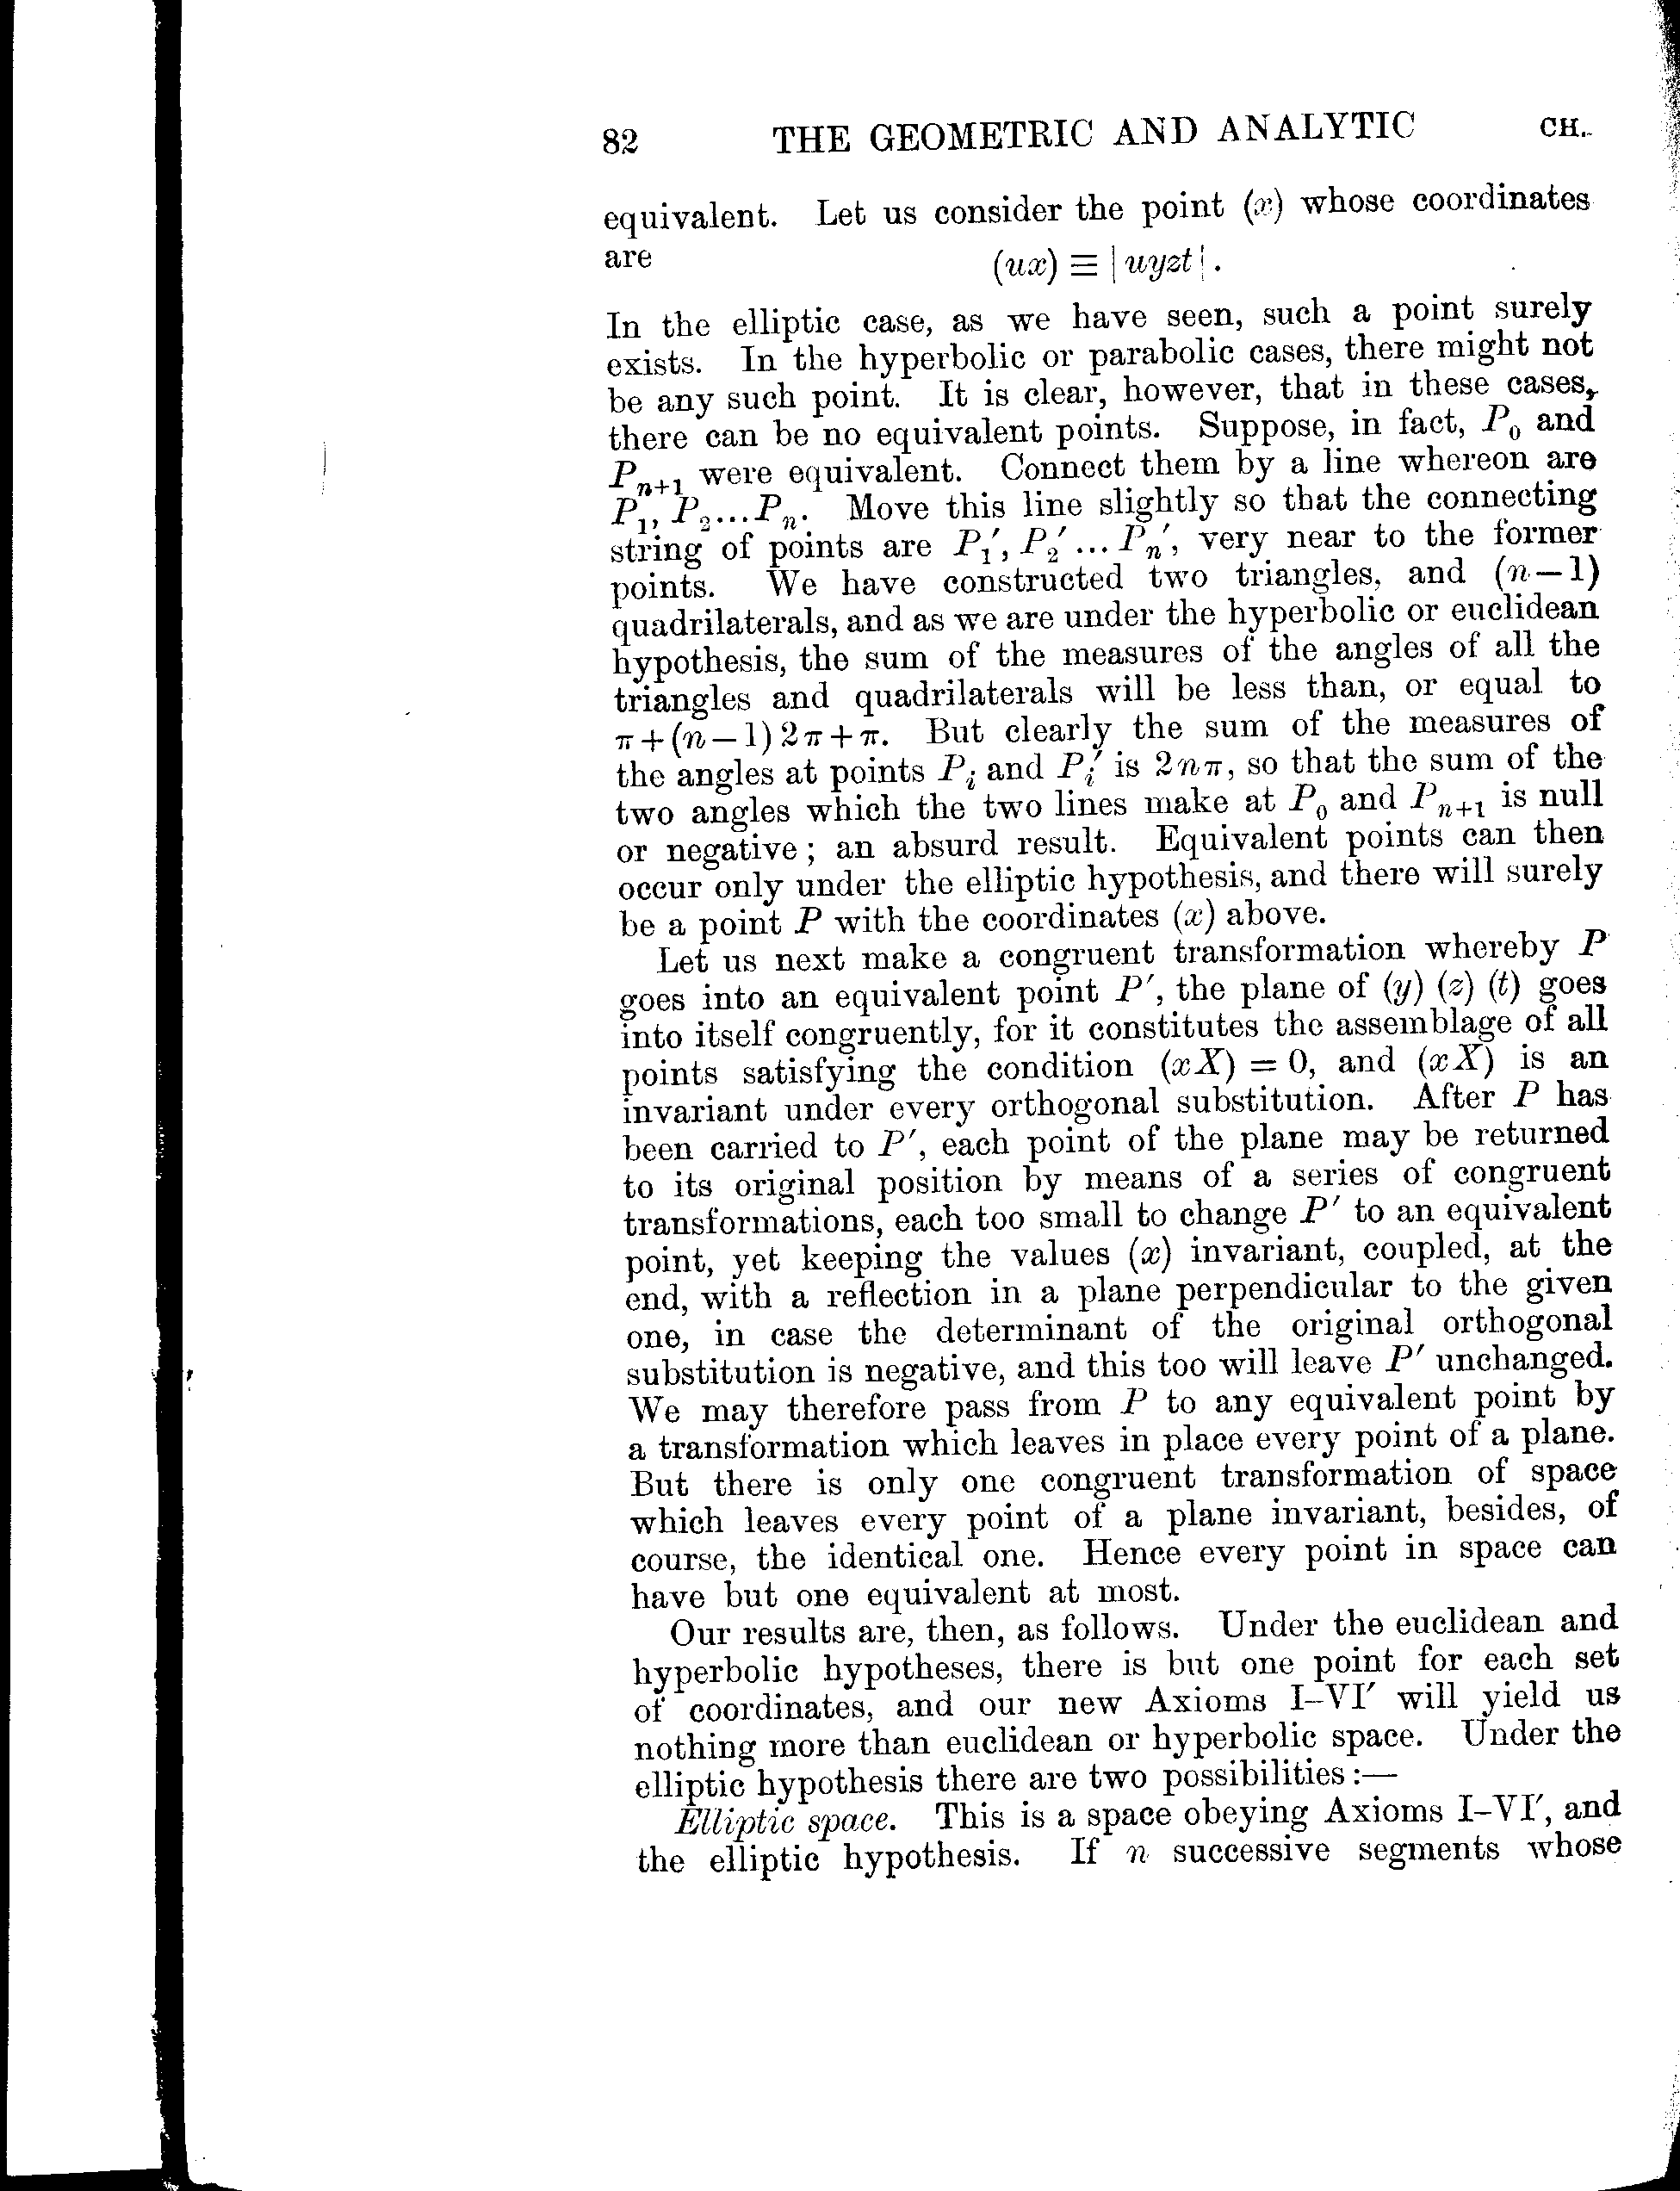 82 THE GEOMETRIC AND ANALYTIC CH.
equivalent. Let us consider the point (x) whose coordinates
are (ux) ≡ | uyzt | .
In the elliptic case, as we have seen, such a point surely
exists. In the hyperbolic or parabolic cases, there might not
be any such point. It is clear, however, that in these cases,
there can be no equivalent points. Suppose, in fact, P₀ and
Pₙ₊₁ were equivalent. Connect them by a line whereon are
P₁, P₂...Pₙ. Move this line slightly so that the connecting
string of points are P₁′, P₂′ ... Pₙ′, very near to the former
points. We have constructed two triangles, and (n − 1)
quadrilaterals, and as we are under the hyperbolic or euclidean
hypothesis, the sum of the measures of the angles of all the
triangles and quadrilaterals will be less than, or equal to
π + (n − 1) 2π + π. But clearly the sum of the measures of
the angles at points Pᵢ and Pᵢ′ is 2nπ, so that the sum of the
two angles which the two lines make at P₀ and Pₙ₊₁ is null
or negative ; an absurd result. Equivalent points can then
occur only under the elliptic hypothesis, and there will surely
be a point P with the coordinates (x) above.
Let us next make a congruent transformation whereby P
goes into an equivalent point P′, the plane of (y) (z) (t) goes
into itself congruently, for it constitutes the assemblage of all
points satisfying the condition (xX) = 0, and (xX) is an
invariant under every orthogonal substitution. After P has
been carried to P′, each point of the plane may be returned
to its original position by means of a series of congruent
transformations, each too small to change P′ to an equivalent
point, yet keeping the values (x) invariant, coupled, at the
end, with a reflection in a plane perpendicular to the given
one, in case the determinant of the original orthogonal
substitution is negative, and this too will leave P′ unchanged.
We may therefore pass from P to any equivalent point by
a transformation which leaves in place every point of a plane.
But there is only one congruent transformation of space
which leaves every point of a plane invariant, besides, of
course, the identical one. Hence every point in space can
have but one equivalent at most.
Our results are, then, as follows. Under the euclidean and
hyperbolic hypotheses, there is but one point for each set
of coordinates, and our new Axioms I–VI′ will yield us
nothing more than euclidean or hyperbolic space. Under the
elliptic hypothesis there are two possibilities :—
Elliptic space. This is a space obeying Axioms I–VI′, and
the elliptic hypothesis. If n successive segments whose